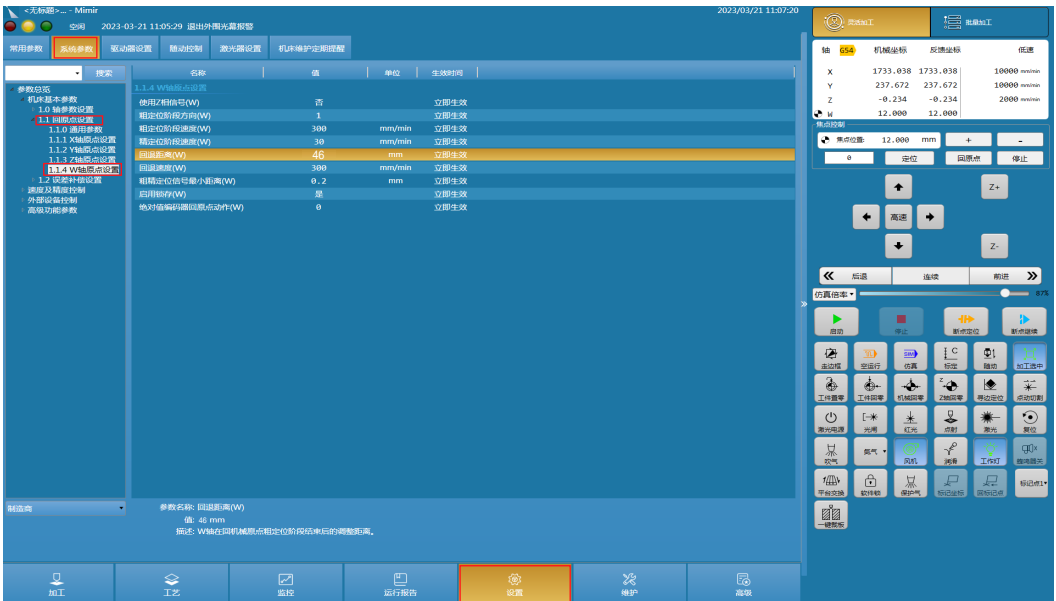 <无标题>... - Mimir
2023/03/21 11:07:20
空闲 2023-03-21 11:05:29 退出外围光幕报警
常用参数 系统参数 驱动器设置 随动控制 激光器设置 机床维护定期提醒
搜索
名称 值 单位 生效时间
参数总览
机床基本参数
1.0 轴参数设置
1.1 回原点设置
1.1.0 通用参数
1.1.1 X轴原点设置
1.1.2 Y轴原点设置
1.1.3 Z轴原点设置
1.1.4 W轴原点设置
1.2 误差补偿设置
速度及精度控制
外部设备控制
高级功能参数
1.1.4 W轴原点设置
使用Z相信号(W) 否 立即生效
粗定位阶段方向(W) 1 立即生效
粗定位阶段速度(W) 300 mm/min 立即生效
精定位阶段速度(W) 30 mm/min 立即生效
回退距离(W) 46 mm 立即生效
回退速度(W) 300 mm/min 立即生效
粗精定位信号最小距离(W) 0.2 mm 立即生效
启用锁存(W) 是 立即生效
绝对值编码器回原点动作(W) 0 立即生效
制造商
参数名称: 回退距离(W)
值: 46 mm
描述: W轴在回机械原点粗定位阶段结束后的调整距离。
加工 工艺 监控 运行报告 设置 维护 高级
灵活加工 批量加工
轴 G54 机械坐标 反馈坐标 低速
X 1733.038 1733.038 10000 mm/min
Y 237.672 237.672 10000 mm/min
Z -0.234 -0.234 2000 mm/min
W 12.000 12.000
焦点控制
焦点位置: 12.000 mm + -
0 定位 回原点 停止
Z+
高速
Z-
后退 连续 前进
仿真倍率 87%
启动 停止 断点定位 断点继续
走边框 空运行 仿真 标定 随动 加工选中
工件置零 工件回零 机械回零 Z轴回零 寻边定位 点动切割
激光电源 光闸 红光 点射 激光 复位
吹气 氮气 风机 润滑 工作灯 蜂鸣器关
平台交换 软件锁 保护气 标记坐标 回标记点 标记点1
一键截板